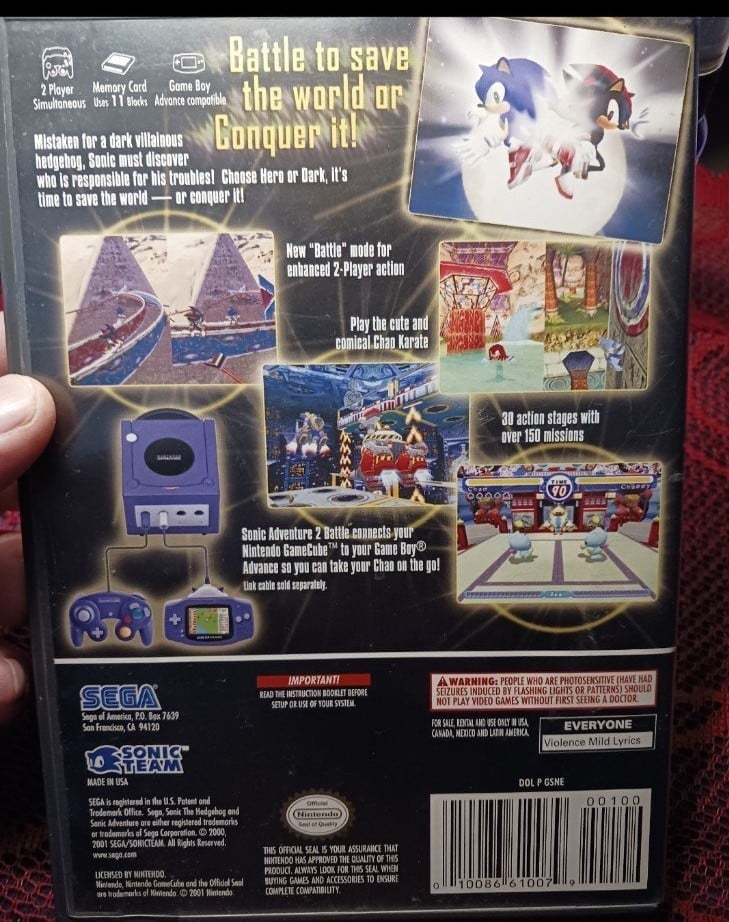 Battle to save
the world or
Conquer it!
2 Player
Simultaneous
Memory Card
Uses 11 Blocks
Game Boy
Advance compatible
Mistaken for a dark villainous
hedgehog, Sonic must discover
who is responsible for his troubles! Choose Hero or Dark, it's
time to save the world — or conquer it!
New "Battle" mode for
enhanced 2-Player action
Play the cute and
comical Chao Karate
30 action stages with
over 150 missions
TIME
90
Chao
Chappy
Sonic Adventure 2 Battle connects your
Nintendo GameCube™ to your Game Boy®
Advance so you can take your Chao on the go!
Link cable sold separately.
SEGA®
Sega of America, P.O. Box 7639
San Francisco, CA 94120
SONIC
TEAM™
MADE IN USA
SEGA is registered in the U.S. Patent and
Trademark Office. Sega, Sonic The Hedgehog and
Sonic Adventure are either registered trademarks
or trademarks of Sega Corporation. © 2000,
2001 SEGA/SONICTEAM. All Rights Reserved.
www.sega.com
LICENSED BY NINTENDO.
Nintendo, Nintendo GameCube and the Official Seal
are trademarks of Nintendo. © 2001 Nintendo.
IMPORTANT!
READ THE INSTRUCTION BOOKLET BEFORE
SETUP OR USE OF YOUR SYSTEM.
Official
Nintendo
Seal of Quality
THIS OFFICIAL SEAL IS YOUR ASSURANCE THAT
NINTENDO HAS APPROVED THE QUALITY OF THIS
PRODUCT. ALWAYS LOOK FOR THIS SEAL WHEN
BUYING GAMES AND ACCESSORIES TO ENSURE
COMPLETE COMPATIBILITY.
WARNING: PEOPLE WHO ARE PHOTOSENSITIVE (HAVE HAD
SEIZURES INDUCED BY FLASHING LIGHTS OR PATTERNS) SHOULD
NOT PLAY VIDEO GAMES WITHOUT FIRST SEEING A DOCTOR.
FOR SALE, RENTAL AND USE ONLY IN USA,
CANADA, MEXICO AND LATIN AMERICA.
EVERYONE
Violence Mild Lyrics
DOL P GSNE
00100
0 10086 61007 9